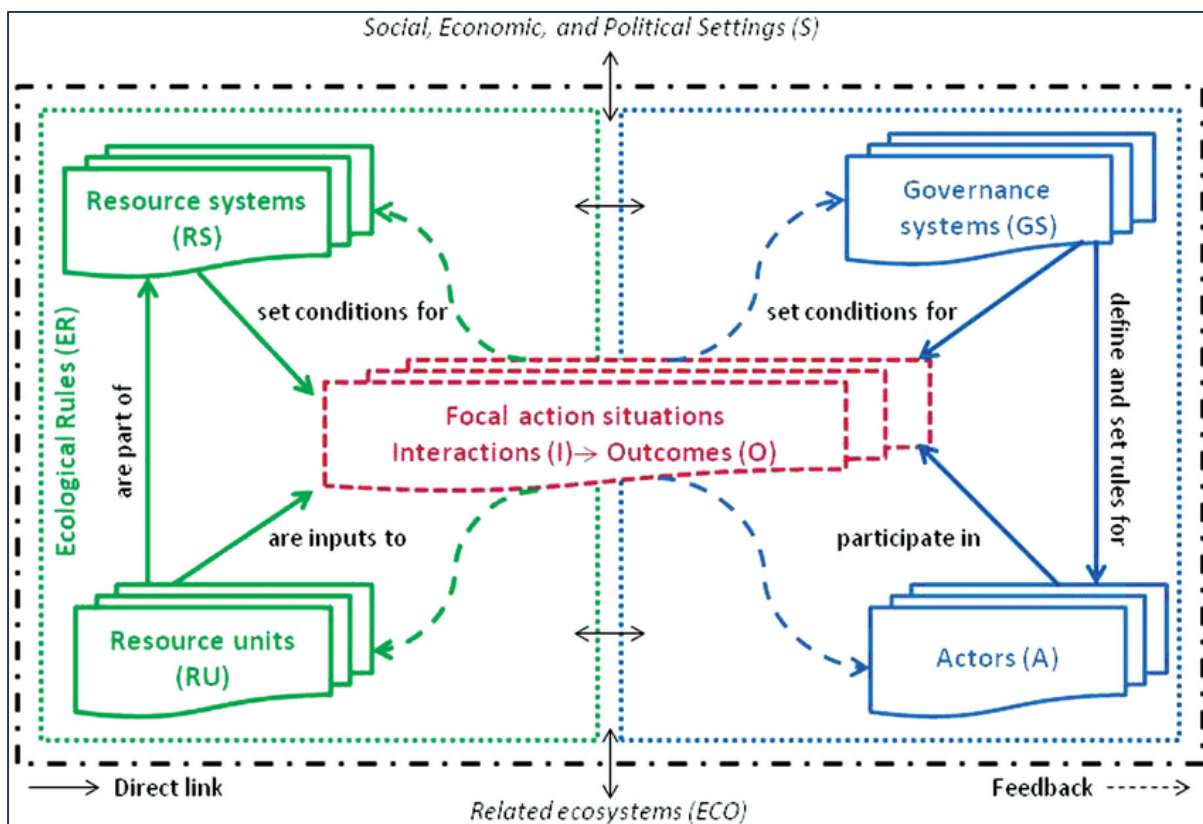 Social, Economic, and Political Settings (S)
Resource systems
(RS)
Governance
systems (GS)
set conditions for
set conditions for
Ecological Rules (ER)
are part of
define and set rules for
Focal action situations
Interactions (I)→ Outcomes (O)
are inputs to
participate in
Resource units
(RU)
Actors (A)
Direct link
Feedback
Related ecosystems (ECO)